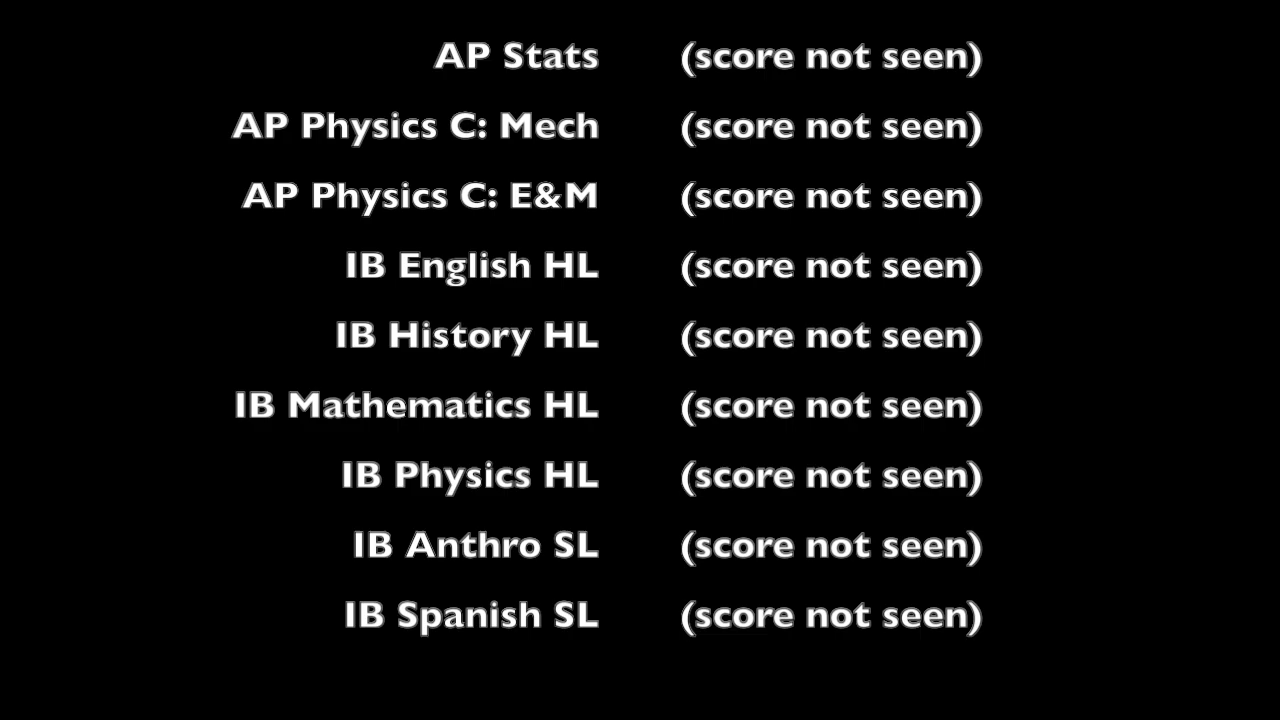 AP Stats (score not seen)
AP Physics C: Mech (score not seen)
AP Physics C: E&M (score not seen)
IB English HL (score not seen)
IB History HL (score not seen)
IB Mathematics HL (score not seen)
IB Physics HL (score not seen)
IB Anthro SL (score not seen)
IB Spanish SL (score not seen)